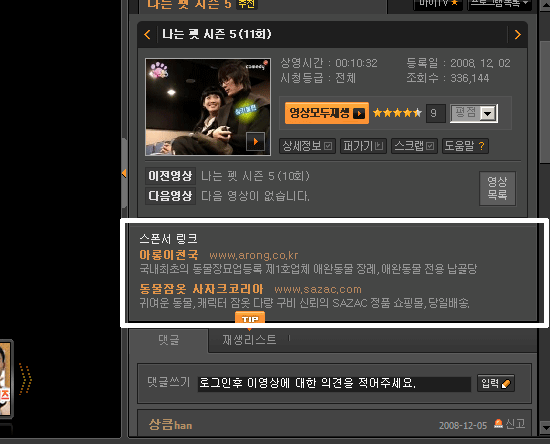 나는 펫 시즌 5 추천
마이TV ★ 프로그램 목록
나는 펫 시즌 5 (11회)
comedy
상영시간 : 00:10:32 등록일 : 2008, 12, 02
시청등급 : 전체 조회수 : 336,144
영상모두재생 ★★★★★ 9 평점
상세정보 퍼가기 스크랩 도움말 ?
이전영상 나는 펫 시즌 5 (10회)
다음영상 다음 영상이 없습니다.
영상
목록
스폰서 링크
아롱이천국 www.arong.co.kr
국내최초의 동물장묘업등록 제1호업체 애완동물 장례, 애완동물 전용 납골당
동물잠옷 사자크코리아 www.sazac.com
귀여운 동물, 캐릭터 잠옷 다량 구비 신뢰의 SAZAC 정품 쇼핑몰, 당일배송.
TIP
댓글 재생리스트
댓글쓰기 로그인후 이영상에 대한 의견을 적어주세요. 입력
상큼han 2008-12-05 신고